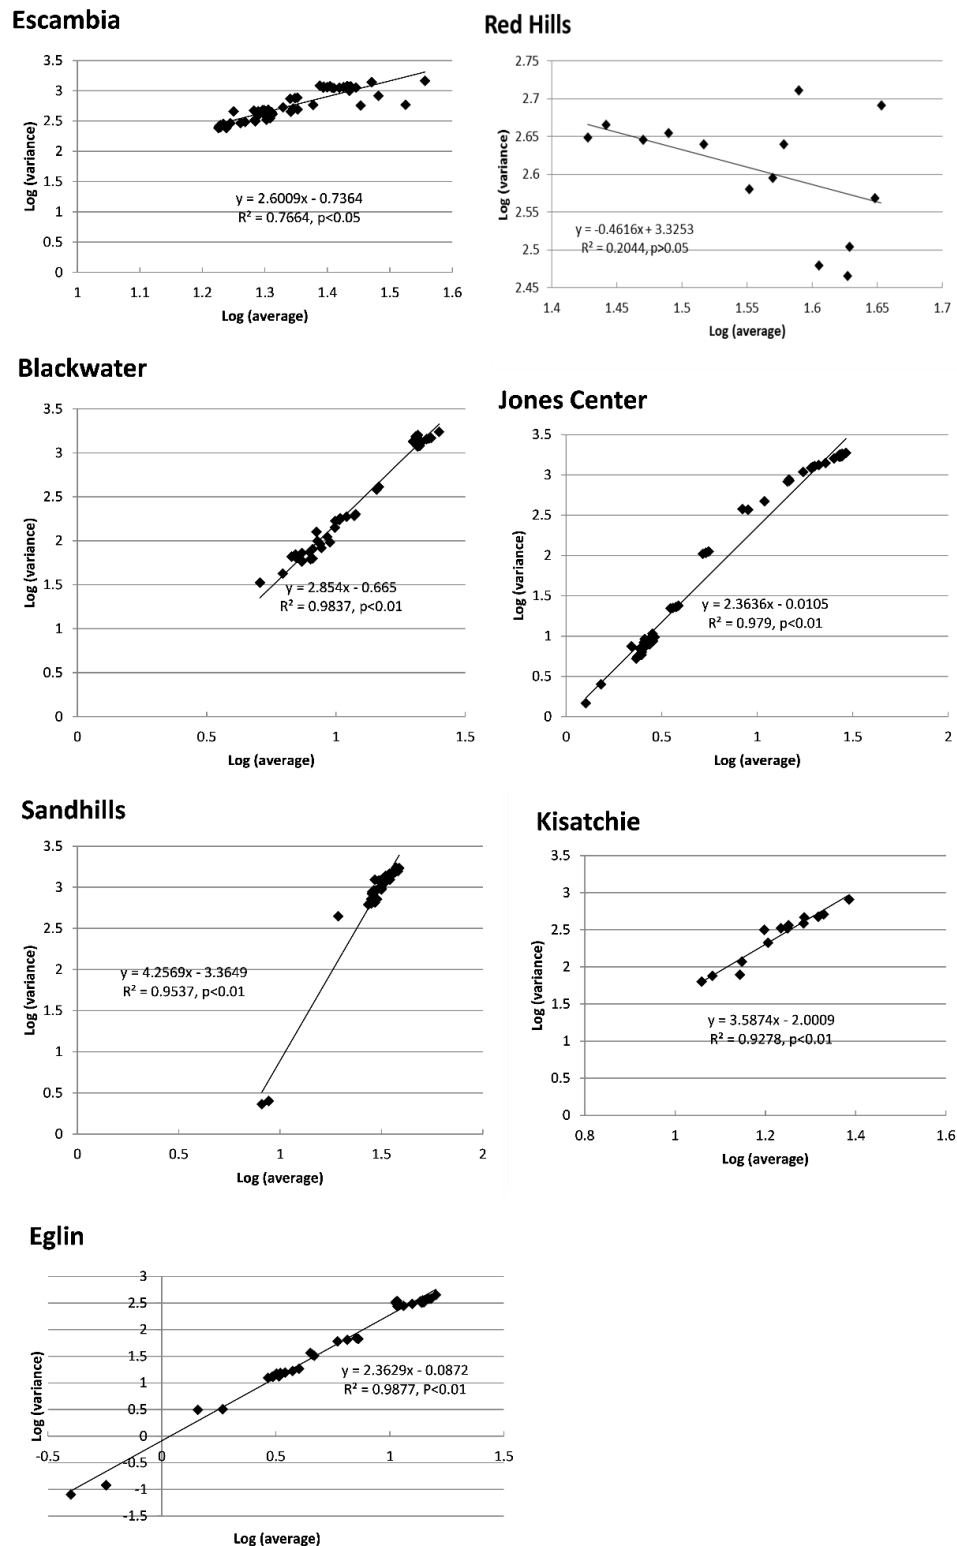 Escambia
3.5
3
2.5
2
1.5
1
0.5
0
Log (variance)
y = 2.6009x - 0.7364
R² = 0.7664, p<0.05
1 1.1 1.2 1.3 1.4 1.5 1.6
Log (average)
Red Hills
2.75
2.7
2.65
2.6
2.55
2.5
2.45
Log (variance)
y = -0.4616x + 3.3253
R² = 0.2044, p>0.05
1.4 1.45 1.5 1.55 1.6 1.65 1.7
Log (average)
Blackwater
3.5
3
2.5
2
1.5
1
0.5
0
Log (variance)
y = 2.854x - 0.665
R² = 0.9837, p<0.01
0 0.5 1 1.5
Log (average)
Jones Center
3.5
3
2.5
2
1.5
1
0.5
0
Log (variance)
y = 2.3636x - 0.0105
R² = 0.979, p<0.01
0 0.5 1 1.5 2
Log (average)
Sandhills
3.5
3
2.5
2
1.5
1
0.5
0
Log (variance)
y = 4.2569x - 3.3649
R² = 0.9537, p<0.01
0 0.5 1 1.5 2
Log (average)
Kisatchie
3.5
3
2.5
2
1.5
1
0.5
0
Log (variance)
y = 3.5874x - 2.0009
R² = 0.9278, p<0.01
0.8 1 1.2 1.4 1.6
Log (average)
Eglin
3
2.5
2
1.5
1
0.5
0
-0.5
-1
-1.5
Log (variance)
y = 2.3629x - 0.0872
R² = 0.9877, P<0.01
-0.5 0 0.5 1 1.5
Log (average)